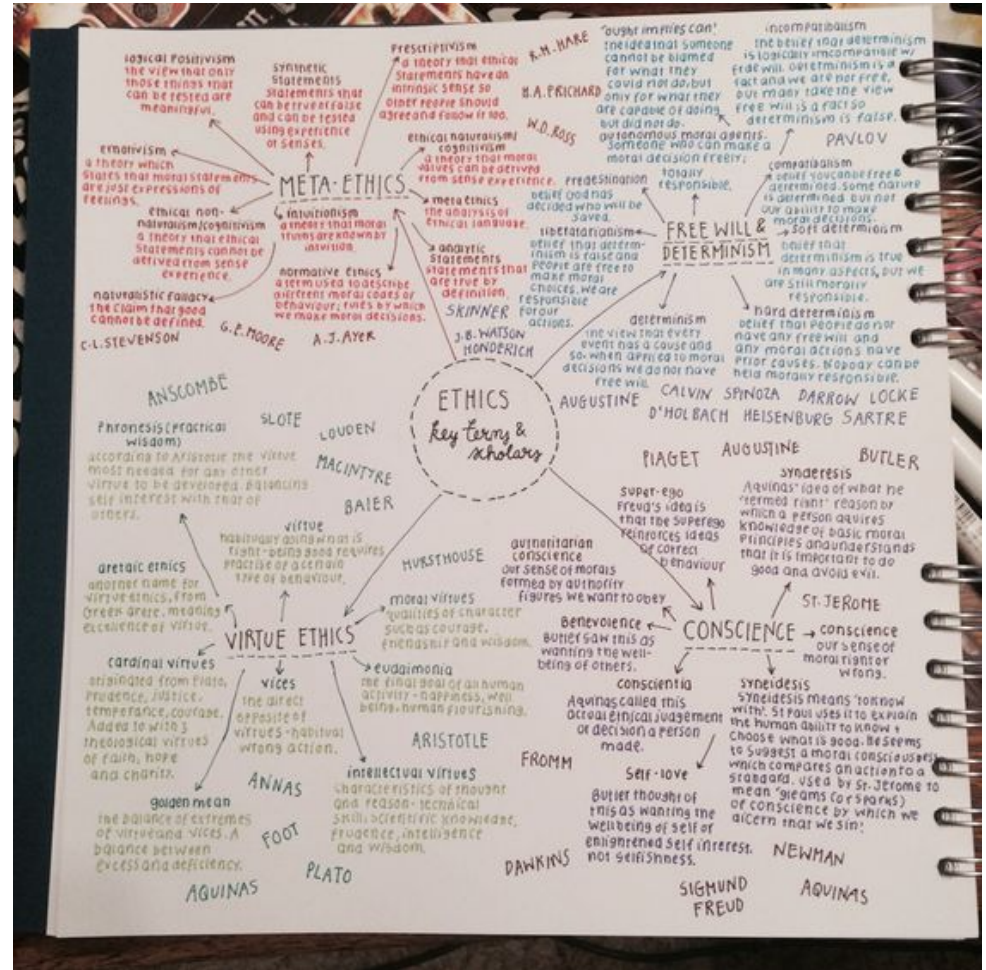 logical positivism
the view that only
those things that
can be tested are
meaningful.
synthetic
statements
statements that
can be true or false
and can be tested
using experience
or senses.
Prescriptivism
a theory that ethical
statements have an
intrinsic sense so
other people should
agree and follow it too.
emotivism
a theory which
states that moral statements
are just expressions of
feelings.
META-ETHICS
ethical naturalism/
cognitivism
a theory that moral
values can be derived
from sense experience.
meta ethics
the analysis of
ethical language.
ethical non-
naturalism/cognitivism
a theory that ethical
statements cannot be
derived from sense
experience.
intuitionism
a theory that moral
truths are known by
intuition.
analytic
statements
statements that
are true by
definition.
naturalistic fallacy
the claim that good
cannot be defined.
normative ethics
a term used to describe
different moral codes of
behaviour; rules by which
we make moral decisions.
C.L. STEVENSON
G.E. MOORE
A.J. AYER
R.M. HARE
H.A. PRICHARD
W.D. ROSS
SKINNER
J.B. WATSON
HONDERICH
'ought implies can'
the idea that someone
cannot be blamed
for what they
could not do, but
only for what they
are capable of doing
but did not do.
autonomous moral agents.
Someone who can make a
moral decision freely;
totally
responsible.
incompatibalism
the belief that determinism
is logically imcompatible w/
free will. Determinism is a
fact and we are not free,
but many take the view
free will is a fact so
determinism is false.
PAVLOV
Predestination
belief God has
decided who will be
saved.
FREE WILL &
DETERMINISM
compatibalism
belief you can be free &
determined. Some nature
is determined but not
our ability to make
moral decisions.
soft determinism
belief that
determinism is true
in many aspects, but we
are still morally
responsible.
libertatarianism
belief that determ-
inism is false and
people are free to
make moral
choices. we are
responsible
for our
actions.
determinism
the view that every
event has a cause and
so, when applied to moral
decisions we do not have
free will.
hard determinism
belief that people do not
have any free will and
any moral actions have
prior causes. Nobody can be
held morally responsible.
AUGUSTINE
CALVIN
SPINOZA
DARROW
LOCKE
D'HOLBACH
HEISENBURG
SARTRE
ETHICS
key terms &
scholars
ANSCOMBE
SLOTE
LOUDEN
MACINTYRE
BAIER
HURSTHOUSE
Phronesis (practical
wisdom)
according to Aristotle the virtue
most needed for any other
virtue to be developed. Balancing
self interest with that of
others.
virtue
habitually doing what is
right-being good requires
practise of a certain
type of behaviour.
aretaic ethics
another name for
virtue ethics, from
Greek arete, meaning
excellence of virtue.
VIRTUE ETHICS
moral virtues
qualities of character
such as courage,
friendship and wisdom.
cardinal virtues
originated from Plato,
Prudence, justice,
temperance, courage.
Added to with 3
theological virtues
of faith, hope
and charity.
vices
the direct
opposite of
virtues-habitual
wrong action.
eudaimonia
the final goal of all human
activity - happiness, well
being, human flourishing.
ARISTOTLE
golden mean
the balance of extremes
of virtue and vices. A
balance between
excess and deficiency.
intellectual virtues
characteristics of thought
and reason- technical
skill, scientific knowledge,
prudence, intelligence
and wisdom.
ANNAS
FOOT
AQUINAS
PLATO
PIAGET
AUGUSTINE
BUTLER
super-ego
Freud's idea is
that the superego
reinforces ideas
of correct
behaviour
synderesis
Aquinas' idea of what he
'termed right' reason by
which a person aquires
knowledge of basic moral
principles and understands
that it is important to do
good and avoid evil.
authoritarian
conscience
our sense of morals
formed by authority
figures we want to obey
ST. JEROME
Benevolence
Butler saw this as
wanting the well-
being of others.
CONSCIENCE
conscience
our sense of
moral right or
wrong.
conscientia
Aquinas called this
actual ethical judgement
or decision a person
made.
syneidesis
syneidesis means 'to know
with'. St Paul uses it to explain
the human ability to know +
choose what is good. He seems
to suggest a moral consciousness
which compares an action to a
standard. used by St. Jerome to
mean 'gleams (or sparks)
of conscience by which we
dicern that we sin'.
FROMM
Self-love
Butler thought of
this as wanting the
wellbeing of self or
enlightened self interest.
not selfishness.
DAWKINS
NEWMAN
SIGMUND
FREUD
AQUINAS